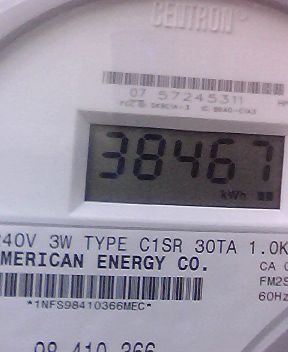 CENTRON
07 57245311
38467
kWh
240V 3W TYPE C1SR 30TA 1.0K
AMERICAN ENERGY CO.
CA
FM2S
60Hz
*1NFS98410366MEC*
98 410 366